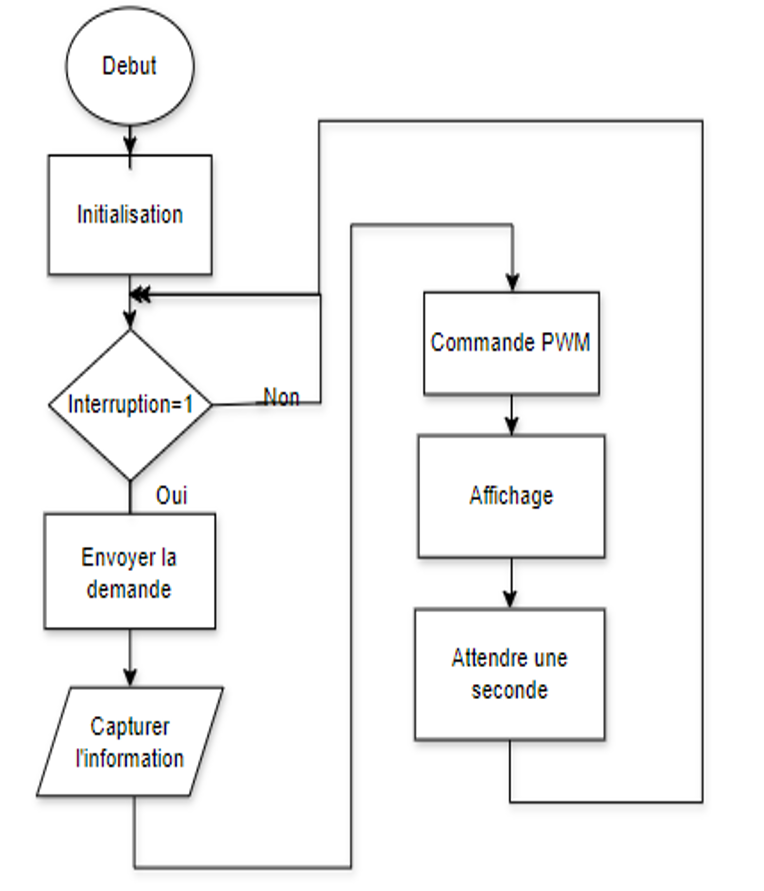 Debut
Initialisation
Interruption=1
Non
Oui
Envoyer la
demande
Capturer
l'information
Commande PWM
Affichage
Attendre une
seconde